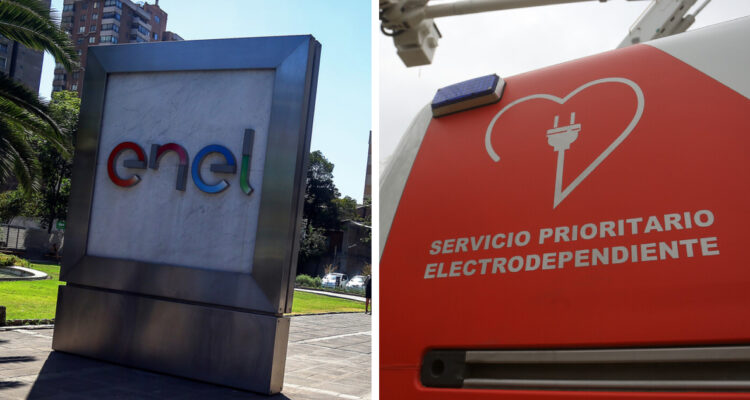 enel
SERVICIO PRIORITARIO
ELECTRODEPENDIENTE